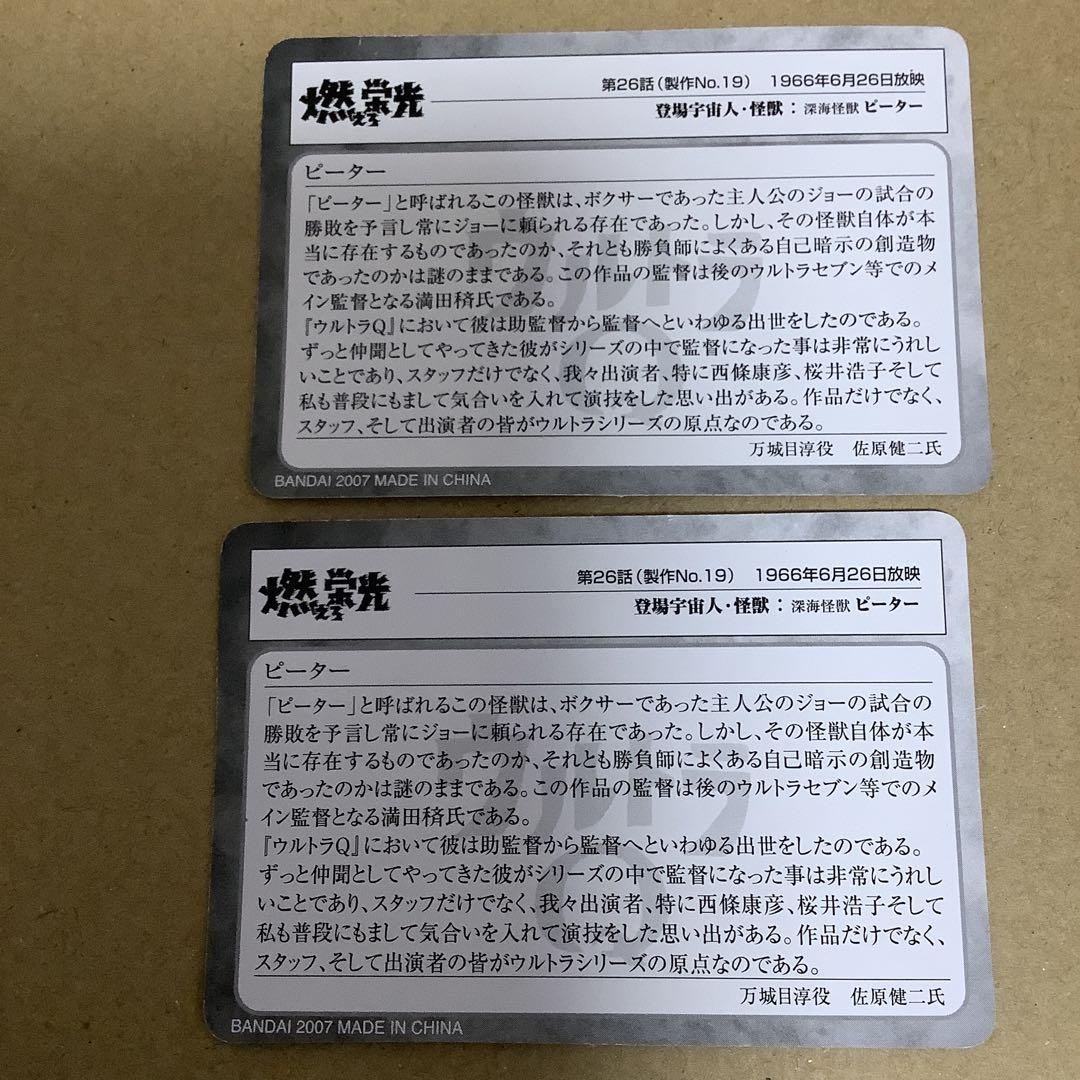 燃えろ栄光
第26話（製作No.19） 1966年6月26日放映
登場宇宙人・怪獣：深海怪獣 ピーター
ピーター
「ピーター」と呼ばれるこの怪獣は、ボクサーであった主人公のジョーの試合の
勝敗を予言し常にジョーに頼られる存在であった。しかし、その怪獣自体が本
当に存在するものであったのか、それとも勝負師によくある自己暗示の創造物
であったのかは謎のままである。この作品の監督は後のウルトラセブン等でのメ
イン監督となる満田䅈氏である。
『ウルトラQ』において彼は助監督から監督へといわゆる出世をしたのである。
ずっと仲間としてやってきた彼がシリーズの中で監督になった事は非常にうれし
いことであり、スタッフだけでなく、我々出演者、特に西條康彦、桜井浩子そして
私も普段にもまして気合いを入れて演技をした思い出がある。作品だけでなく、
スタッフ、そして出演者の皆がウルトラシリーズの原点なのである。
万城目淳役 佐原健二氏
BANDAI 2007 MADE IN CHINA
燃えろ栄光
第26話（製作No.19） 1966年6月26日放映
登場宇宙人・怪獣：深海怪獣 ピーター
ピーター
「ピーター」と呼ばれるこの怪獣は、ボクサーであった主人公のジョーの試合の
勝敗を予言し常にジョーに頼られる存在であった。しかし、その怪獣自体が本
当に存在するものであったのか、それとも勝負師によくある自己暗示の創造物
であったのかは謎のままである。この作品の監督は後のウルトラセブン等でのメ
イン監督となる満田䅈氏である。
『ウルトラQ』において彼は助監督から監督へといわゆる出世をしたのである。
ずっと仲間としてやってきた彼がシリーズの中で監督になった事は非常にうれし
いことであり、スタッフだけでなく、我々出演者、特に西條康彦、桜井浩子そして
私も普段にもまして気合いを入れて演技をした思い出がある。作品だけでなく、
スタッフ、そして出演者の皆がウルトラシリーズの原点なのである。
万城目淳役 佐原健二氏
BANDAI 2007 MADE IN CHINA